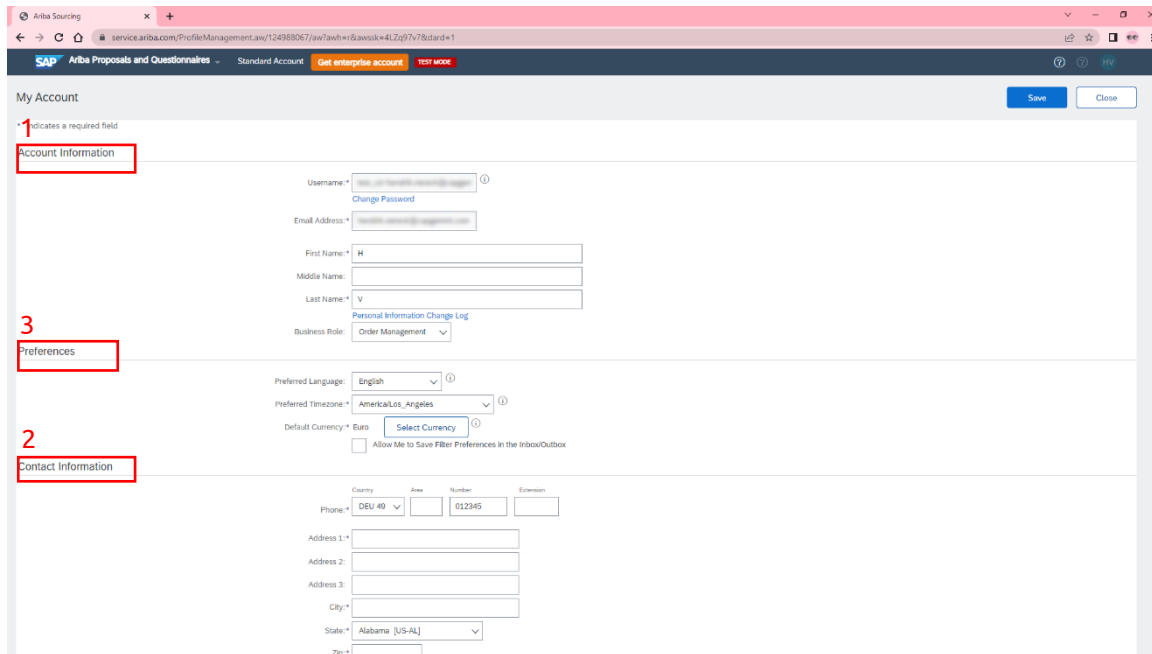 Ariba Sourcing
service.ariba.com/ProfileManagement.aw/124988067/aw?awh=r&awssk=4LZq97v7&dard=1
SAP Ariba Proposals and Questionnaires Standard Account Get enterprise account TEST MODE HV
My Account Save Close
* Indicates a required field
1
Account Information
Username:*
Change Password
Email Address:*
First Name:* H
Middle Name:
Last Name:* V
Personal Information Change Log
Business Role: Order Management
3
Preferences
Preferred Language: English
Preferred Timezone:* America/Los_Angeles
Default Currency:* Euro Select Currency
Allow Me to Save Filter Preferences in the Inbox/Outbox
2
Contact Information
Country Area Number Extension
Phone:* DEU 49 012345
Address 1:*
Address 2:
Address 3:
City:*
State:* Alabama [US-AL]
Zip:*